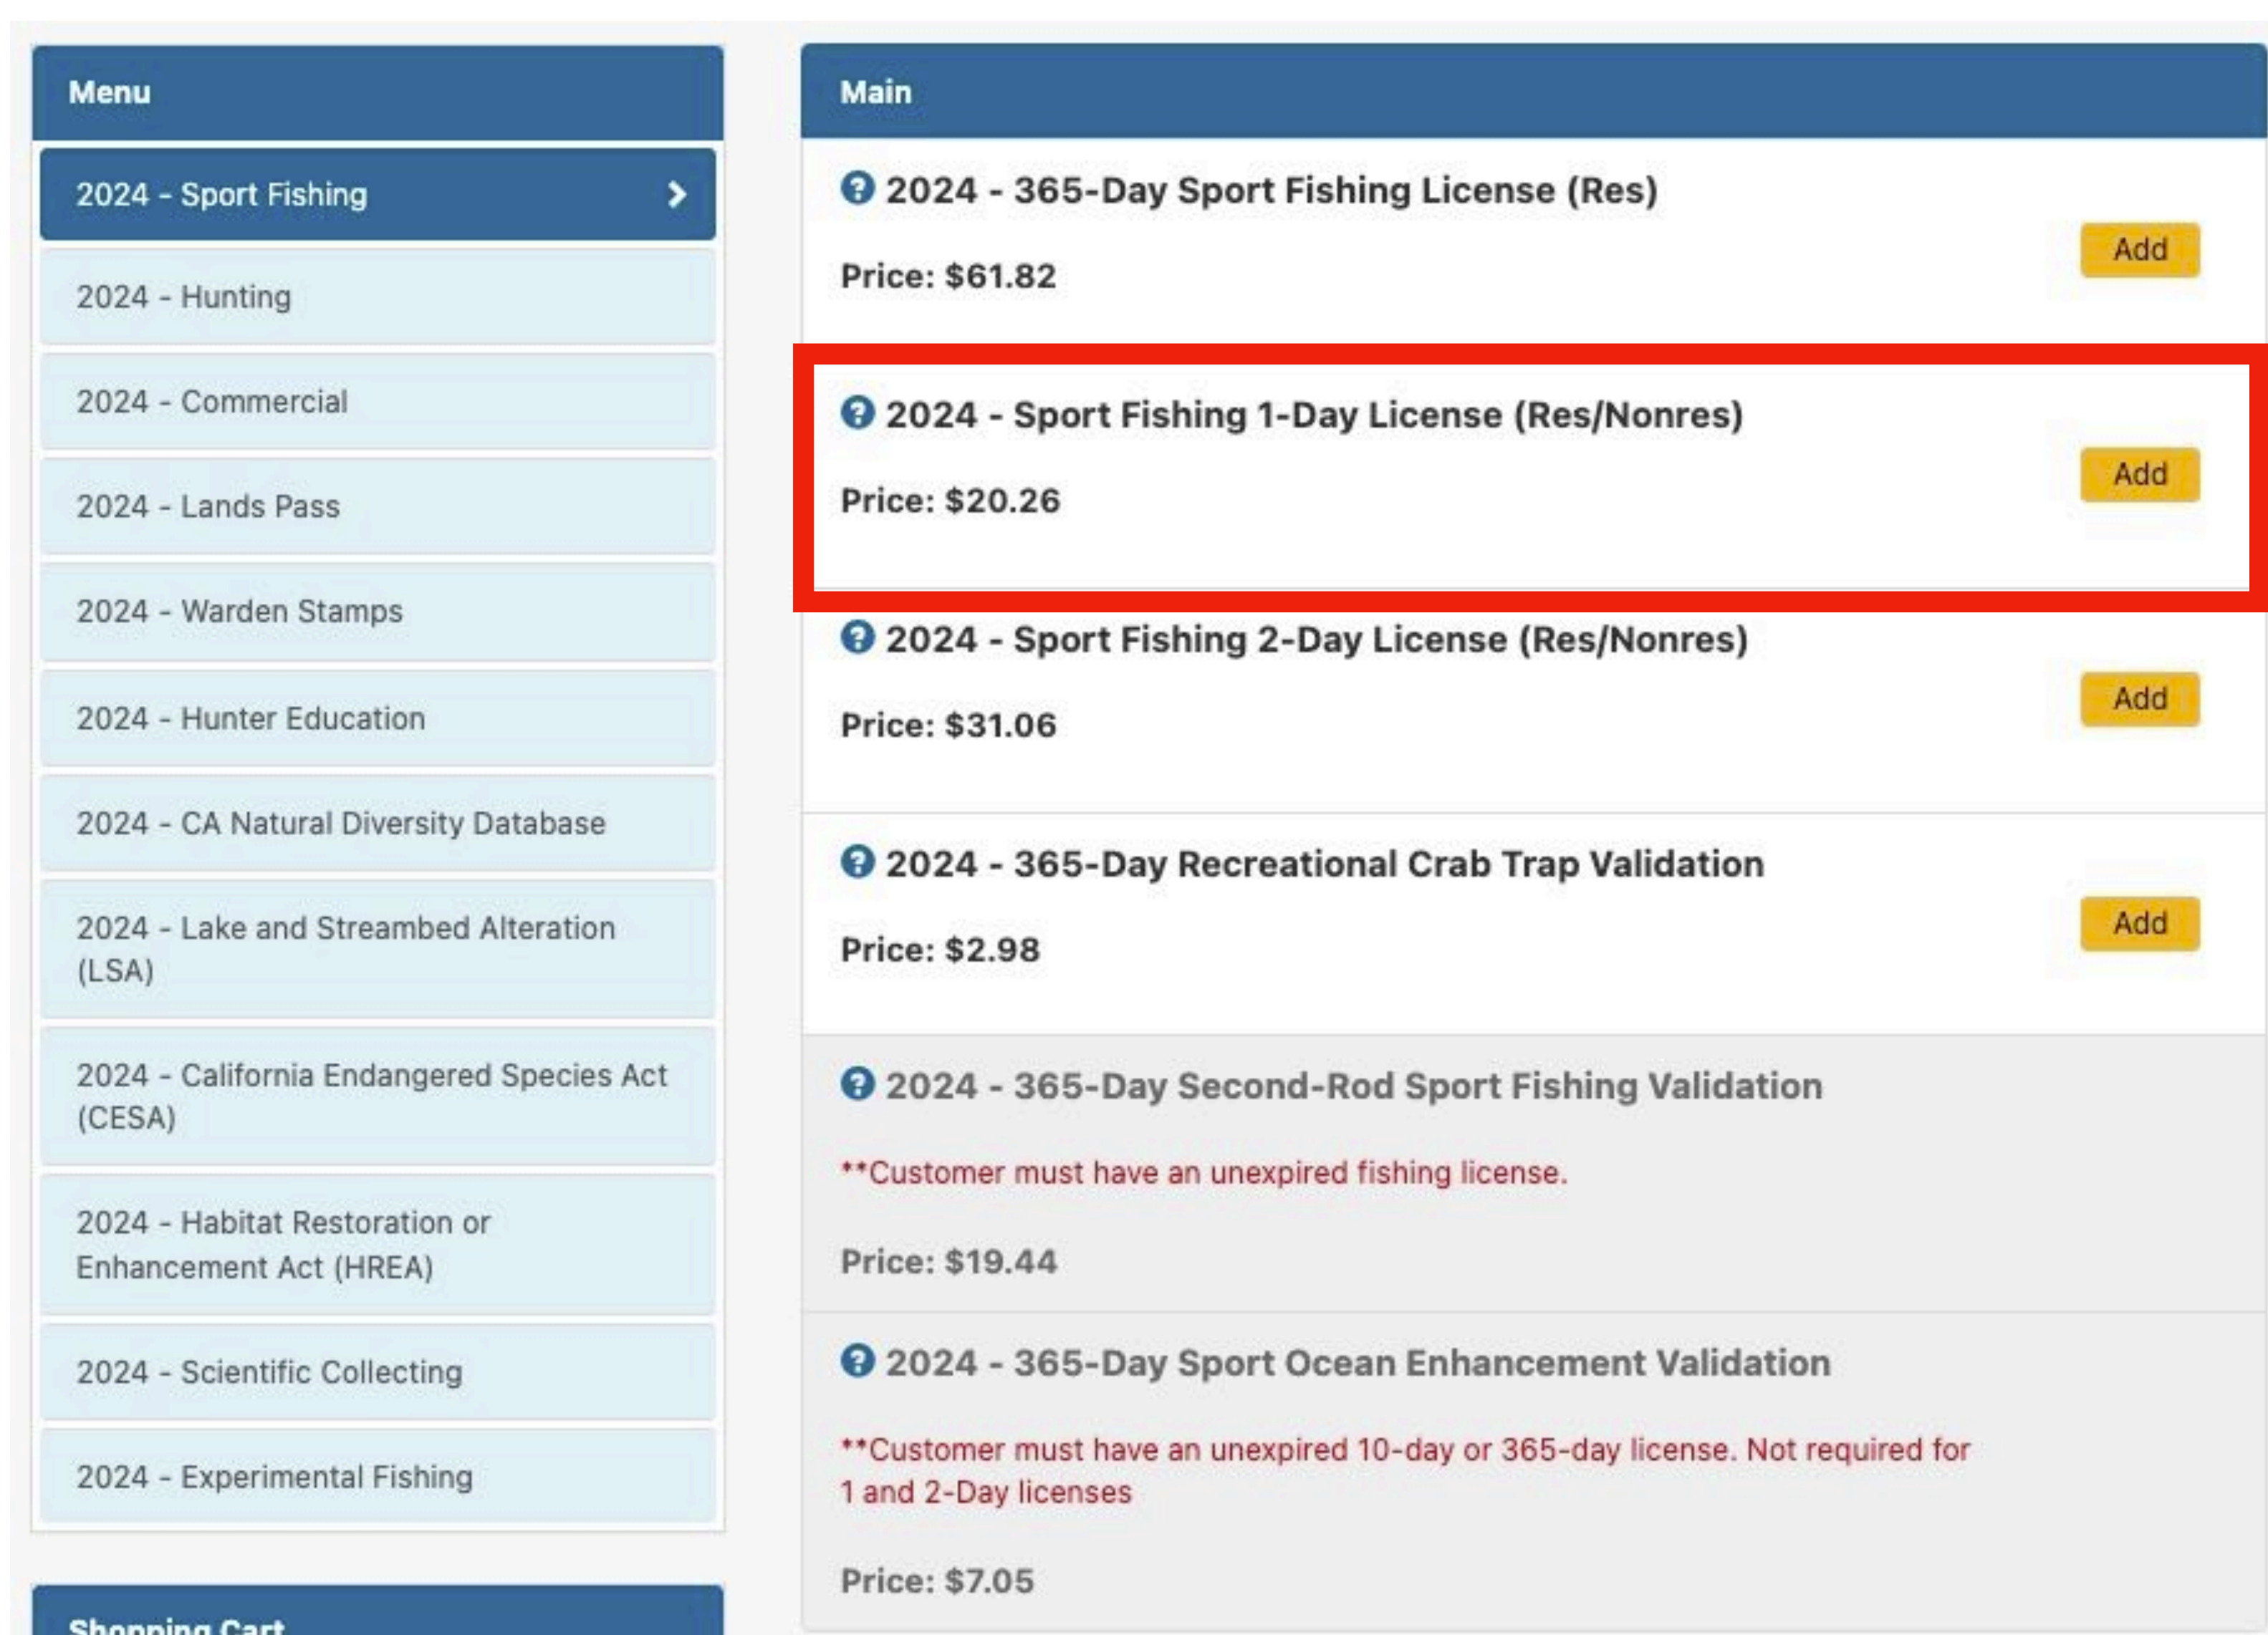 Menu
2024 - Sport Fishing
2024 - Hunting
2024 - Commercial
2024 - Lands Pass
2024 - Warden Stamps
2024 - Hunter Education
2024 - CA Natural Diversity Database
2024 - Lake and Streambed Alteration
(LSA)
2024 - California Endangered Species Act
(CESA)
2024 - Habitat Restoration or
Enhancement Act (HREA)
2024 - Scientific Collecting
2024 - Experimental Fishing
Shopping Cart
Main
2024 - 365-Day Sport Fishing License (Res)
Add
Price: $61.82
2024 - Sport Fishing 1-Day License (Res/Nonres)
Add
Price: $20.26
2024 - Sport Fishing 2-Day License (Res/Nonres)
Add
Price: $31.06
2024 - 365-Day Recreational Crab Trap Validation
Add
Price: $2.98
2024 - 365-Day Second-Rod Sport Fishing Validation
**Customer must have an unexpired fishing license.
Price: $19.44
2024 - 365-Day Sport Ocean Enhancement Validation
**Customer must have an unexpired 10-day or 365-day license. Not required for
1 and 2-Day licenses
Price: $7.05